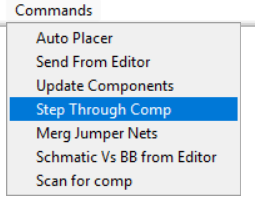 Commands
Auto Placer
Send From Editor
Update Components
Step Through Comp
Merg Jumper Nets
Schmatic Vs BB from Editor
Scan for comp